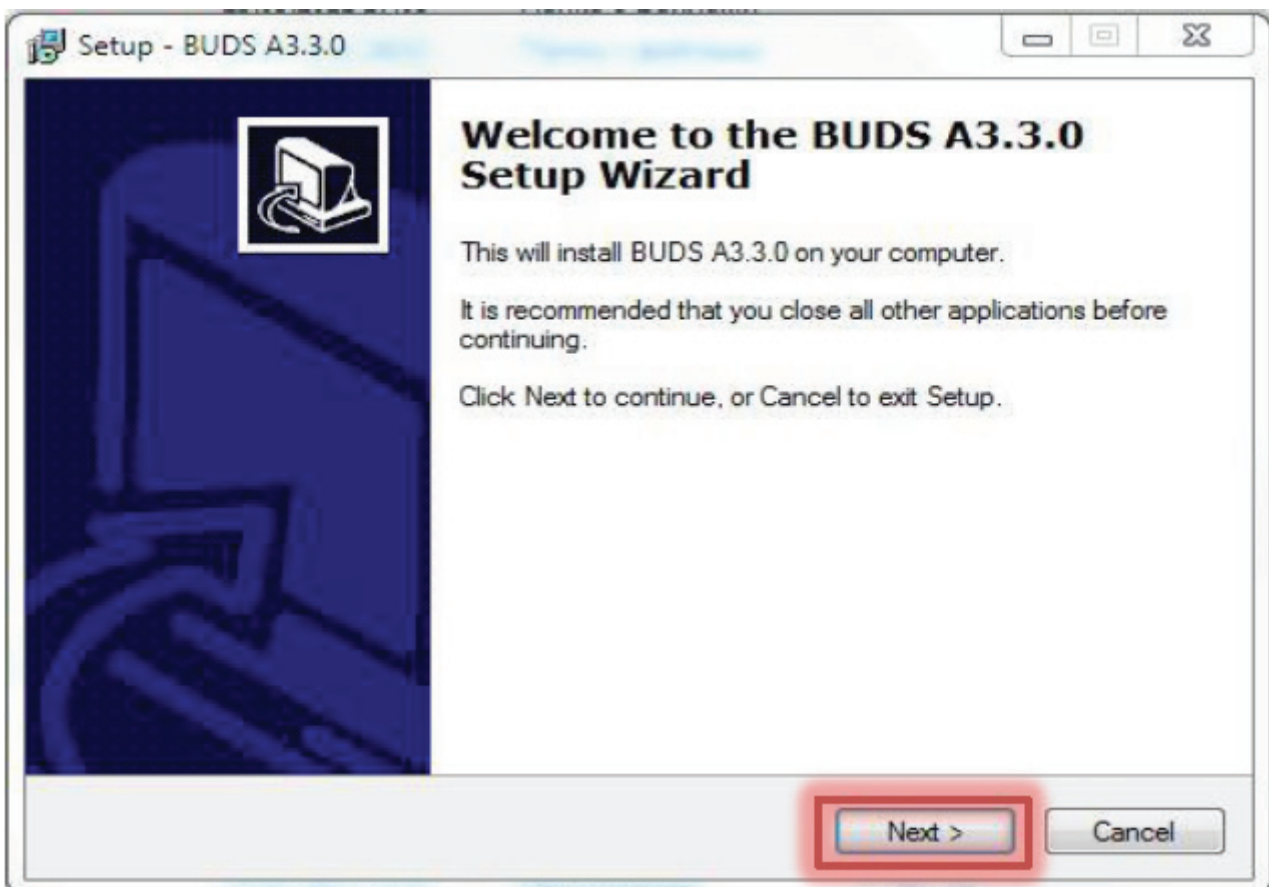 Setup - BUDS A3.3.0
Welcome to the BUDS A3.3.0
Setup Wizard
This will install BUDS A3.3.0 on your computer.
It is recommended that you close all other applications before
continuing.
Click Next to continue, or Cancel to exit Setup.
Next >
Cancel